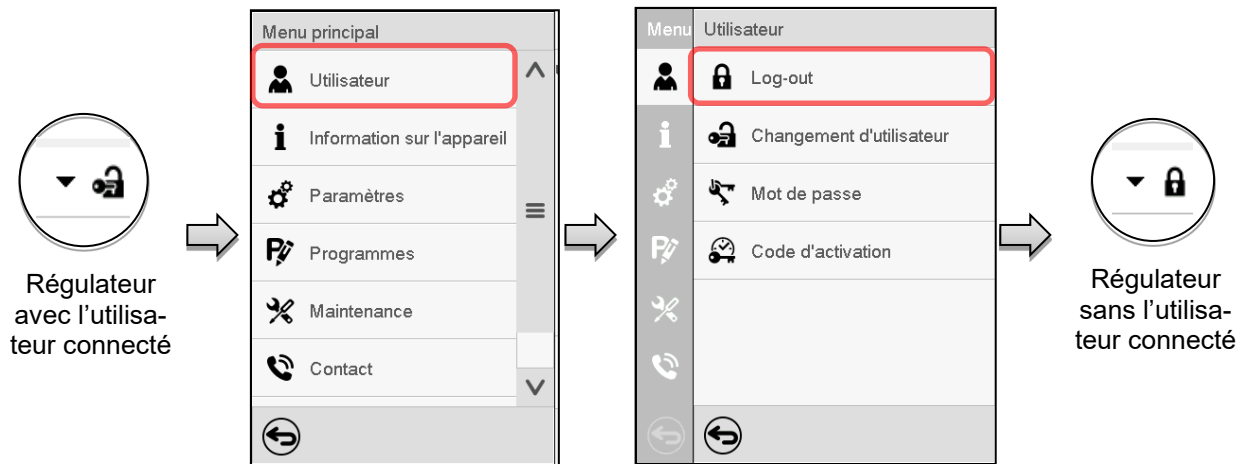 Régulateur
avec l’utilisa-
teur connecté
Menu principal
Utilisateur
Information sur l'appareil
Paramètres
Programmes
Maintenance
Contact
Menu
Utilisateur
Log-out
Changement d'utilisateur
Mot de passe
Code d'activation
Régulateur
sans l’utilisa-
teur connecté